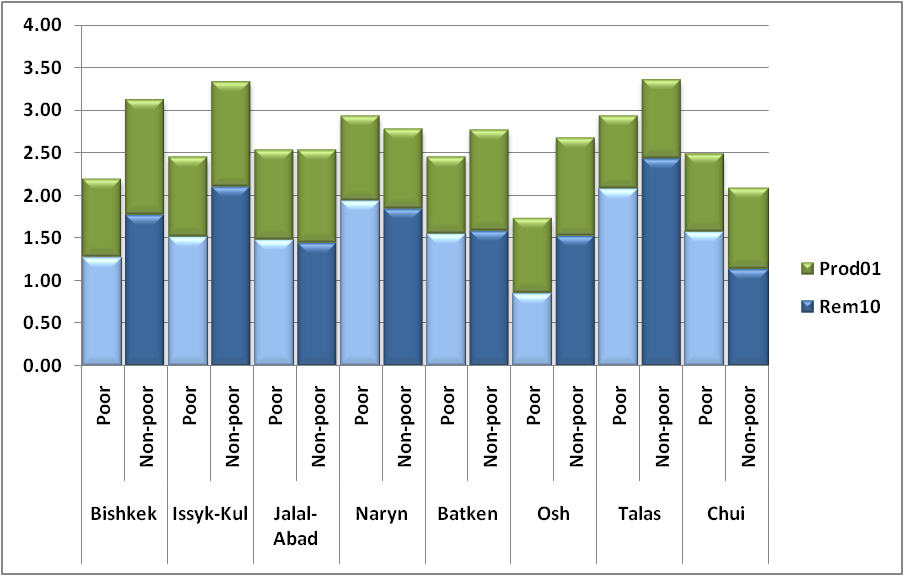 4.00
3.50
3.00
2.50
2.00
1.50
1.00
0.50
0.00
Prod01
Rem10
Poor
Non-poor
Poor
Non-poor
Poor
Non-poor
Poor
Non-poor
Poor
Non-poor
Poor
Non-poor
Poor
Non-poor
Poor
Non-poor
Bishkek
Issyk-Kul
Jalal-
Abad
Naryn
Batken
Osh
Talas
Chui